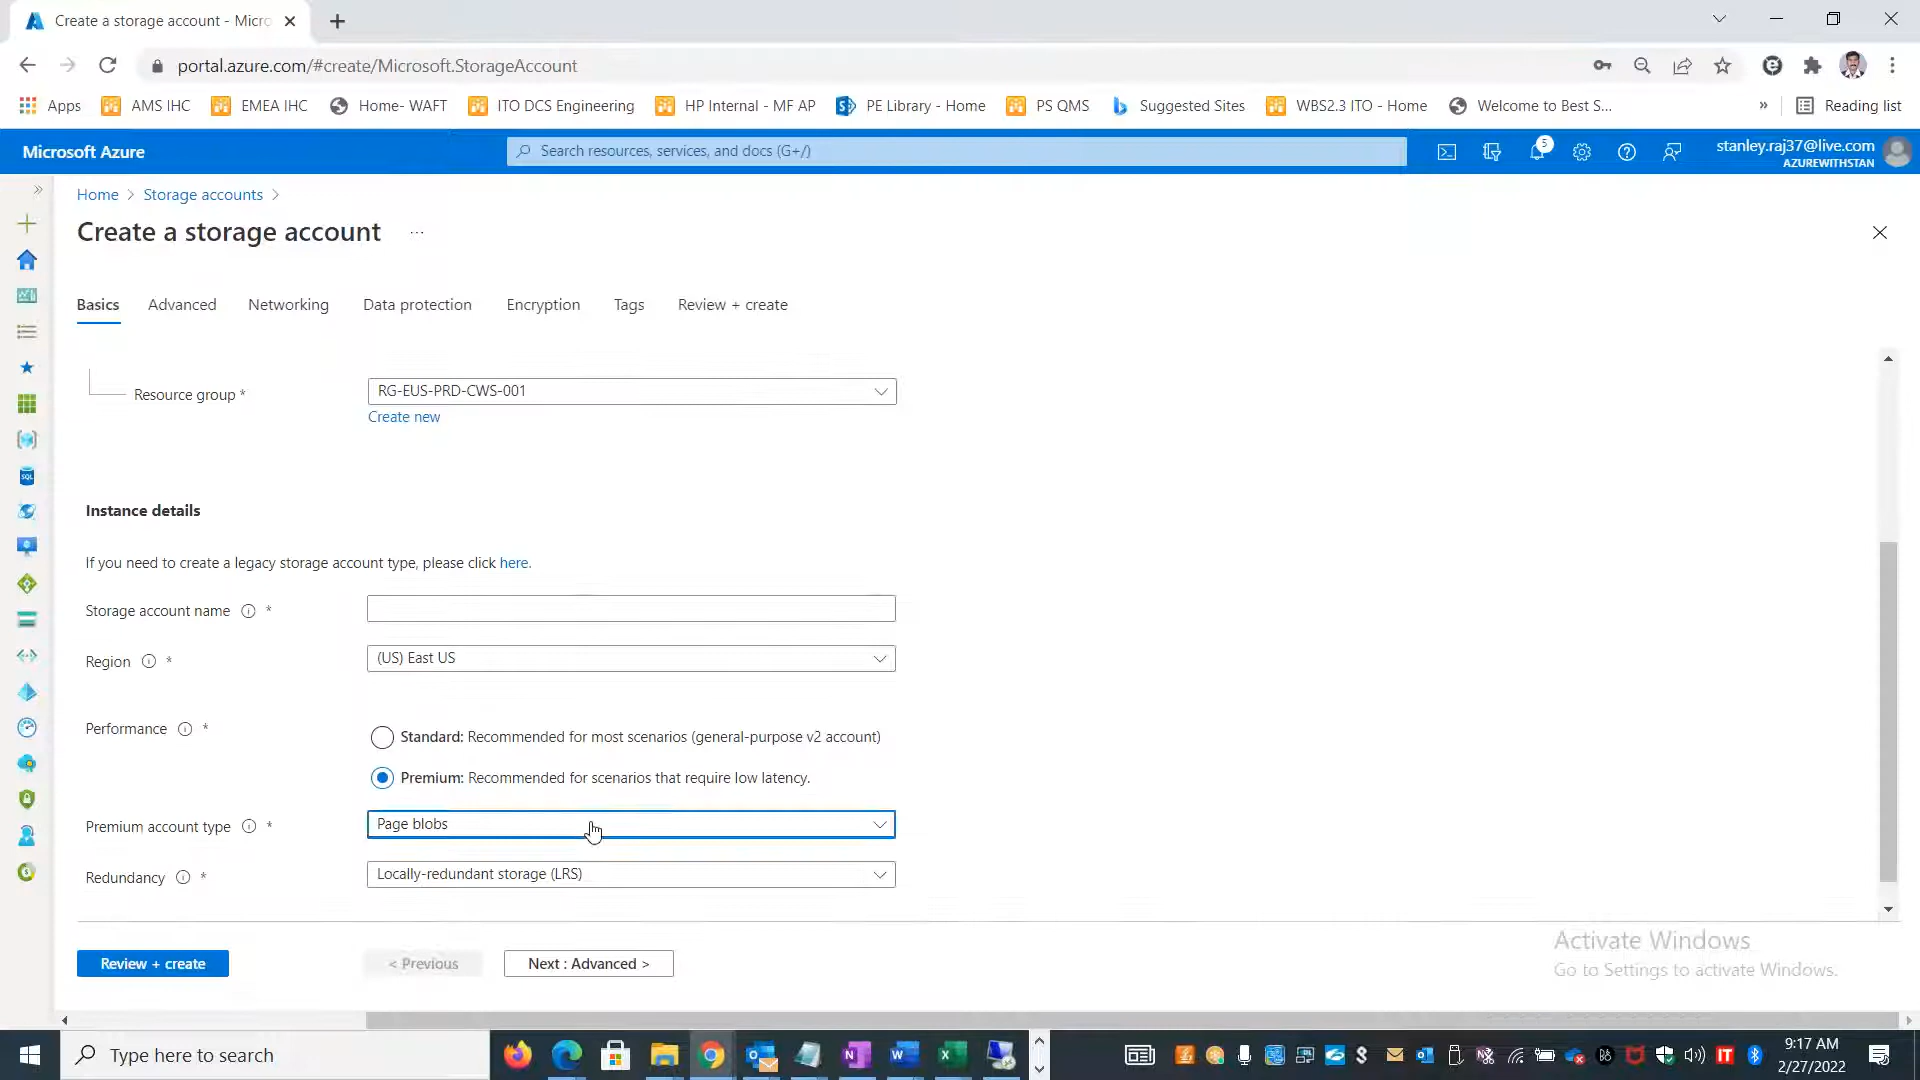 Create a storage account - Micro
portal.azure.com/#create/Microsoft.StorageAccount
Apps AMS IHC EMEA IHC Home- WAFT ITO DCS Engineering HP Internal - MF AP PE Library - Home PS QMS Suggested Sites WBS2.3 ITO - Home Welcome to Best S... » Reading list
Microsoft Azure
Search resources, services, and docs (G+/)
5
stanley.raj37@live.com
AZUREWITHSTAN
Home > Storage accounts >
Create a storage account ...
Basics Advanced Networking Data protection Encryption Tags Review + create
Resource group * RG-EUS-PRD-CWS-001
Create new
Instance details
If you need to create a legacy storage account type, please click here.
Storage account name *
Region * (US) East US
Performance *
Standard: Recommended for most scenarios (general-purpose v2 account)
Premium: Recommended for scenarios that require low latency.
Premium account type * Page blobs
Redundancy * Locally-redundant storage (LRS)
Activate Windows
Go to Settings to activate Windows.
Review + create < Previous Next : Advanced >
Type here to search
9:17 AM
2/27/2022